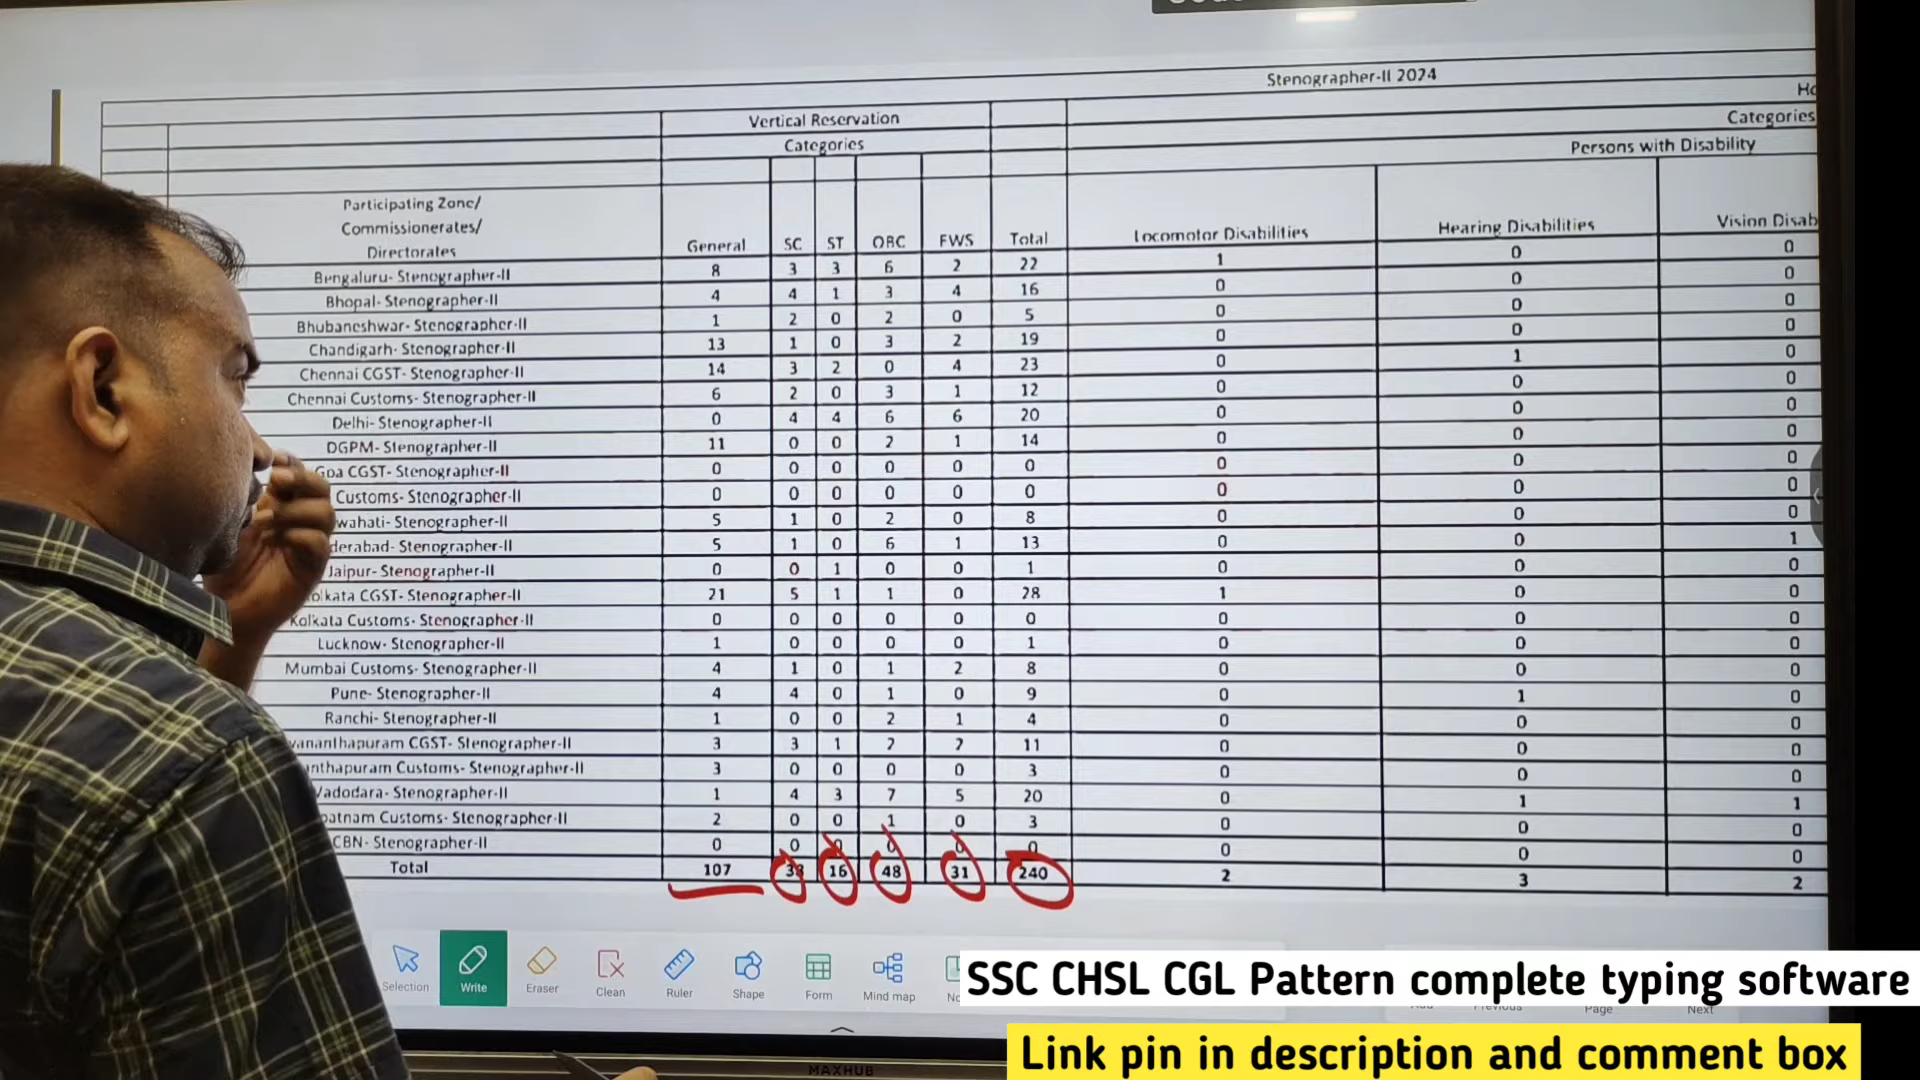 Stenographer-II 2024
Vertical Reservation
Categories
Categories
Persons with Disability
Participating Zone/
Commissionerates/
Directorates
General SC ST OBC EWS Total Locomotor Disabilities Hearing Disabilities Vision Disab
Bengaluru- Stenographer-II 8 3 3 6 2 22 1 0 0
Bhopal- Stenographer-II 4 4 1 3 4 16 0 0 0
Bhubaneshwar- Stenographer-II 1 2 0 2 0 5 0 0 0
Chandigarh- Stenographer-II 13 1 0 3 2 19 0 0 0
Chennai CGST- Stenographer-II 14 3 2 0 4 23 0 1 0
Chennai Customs- Stenographer-II 6 2 0 3 1 12 0 0 0
Delhi- Stenographer-II 0 4 4 6 6 20 0 0 0
DGPM- Stenographer-II 11 0 0 2 1 14 0 0 0
Goa CGST- Stenographer-II 0 0 0 0 0 0 0 0 0
Customs- Stenographer-II 0 0 0 0 0 0 0 0 0
wahati- Stenographer-II 5 1 0 2 0 8 0 0 0
derabad- Stenographer-II 5 1 0 6 1 13 0 0 1
Jaipur- Stenographer-II 0 0 1 0 0 1 0 0 0
olkata CGST- Stenographer-II 21 5 1 1 0 28 1 0 0
Kolkata Customs- Stenographer-II 0 0 0 0 0 0 0 0 0
Lucknow- Stenographer-II 1 0 0 0 0 1 0 0 0
Mumbai Customs- Stenographer-II 4 1 0 1 2 8 0 0 0
Pune- Stenographer-II 4 4 0 1 0 9 0 1 0
Ranchi- Stenographer-II 1 0 0 2 1 4 0 0 0
vananthapuram CGST- Stenographer-II 3 3 1 2 2 11 0 0 0
nthapuram Customs- Stenographer-II 3 0 0 0 0 3 0 0 0
Vadodara- Stenographer-II 1 4 3 7 5 20 0 1 1
patnam Customs- Stenographer-II 2 0 0 1 0 3 0 0 0
CBN- Stenographer-II 0 0 0 0 0 0 0 0 0
Total 107 38 16 48 31 240 2 3 2
Selection Write Eraser Clean Ruler Shape Form Mind map
Page Next
SSC CHSL CGL Pattern complete typing software
Link pin in description and comment box
MAXHUB